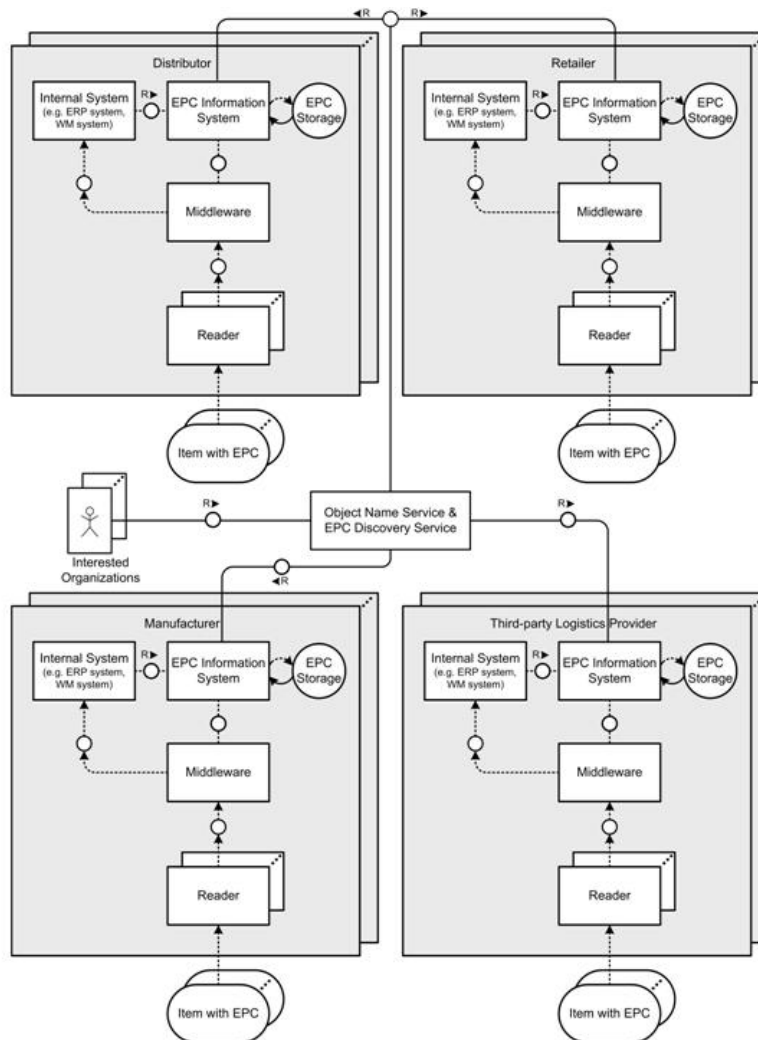 ◄R R►
Distributor
Internal System
(e.g. ERP system,
WM system)
R►
EPC Information
System
EPC
Storage
Middleware
Reader
Item with EPC
Retailer
Internal System
(e.g. ERP system,
WM system)
R►
EPC Information
System
EPC
Storage
Middleware
Reader
Item with EPC
Interested
Organizations
R►
Object Name Service &
EPC Discovery Service
R►
◄R
Manufacturer
Internal System
(e.g. ERP system,
WM system)
R►
EPC Information
System
EPC
Storage
Middleware
Reader
Item with EPC
Third-party Logistics Provider
Internal System
(e.g. ERP system,
WM system)
R►
EPC Information
System
EPC
Storage
Middleware
Reader
Item with EPC